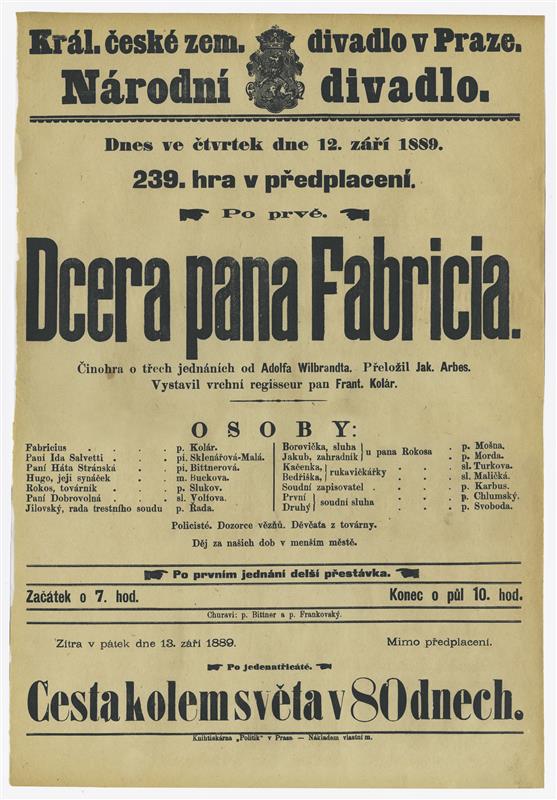 Král. české zem. divadlo v Praze.
Národní divadlo.
Dnes ve čtvrtek dne 12. září 1889.
239. hra v předplacení.
Po prvé.
Dcera pana Fabricia.
Činohra o třech jednáních od Adolfa Wilbrandta. Přeložil Jak. Arbes.
Vystavil vrchní regisseur pan Frant. Kolár.
OSOBY:
Fabricius . . . . p. Kolár.
Paní Ida Salvetti . . . pí. Sklenářová-Malá.
Paní Háta Stránská . . pí. Bittnerová.
Hugo, její synáček . . m. Buckova.
Rokos, továrník . . . p. Slukov.
Paní Dobrovolná . . . sl. Volfova.
Jilovský, rada trestního soudu p. Řada.
Borovička, sluha } u pana Rokosa . p. Mošna.
Jakub, zahradník } p. Morda.
Kačenka, } rukavičkářky . . sl. Turkova.
Bedřiška, } sl. Maličká.
Soudní zapisovatel . . . p. Karbus.
První } soudní sluha . . . p. Chlumský.
Druhý } p. Svoboda.
Policisté. Dozorce vězňů. Děvčata z továrny.
Děj za našich dob v menším městě.
Po prvním jednání delší přestávka.
Začátek o 7. hod. Konec o půl 10. hod.
Churaví: p. Bittner a p. Frankovský.
Zítra v pátek dne 13. září 1889. Mimo předplacení.
Po jedenatřicáté.
Cesta kolem světa v 80 dnech.
Knihtiskárna „Politik“ v Praze. — Nákladem vlastním.